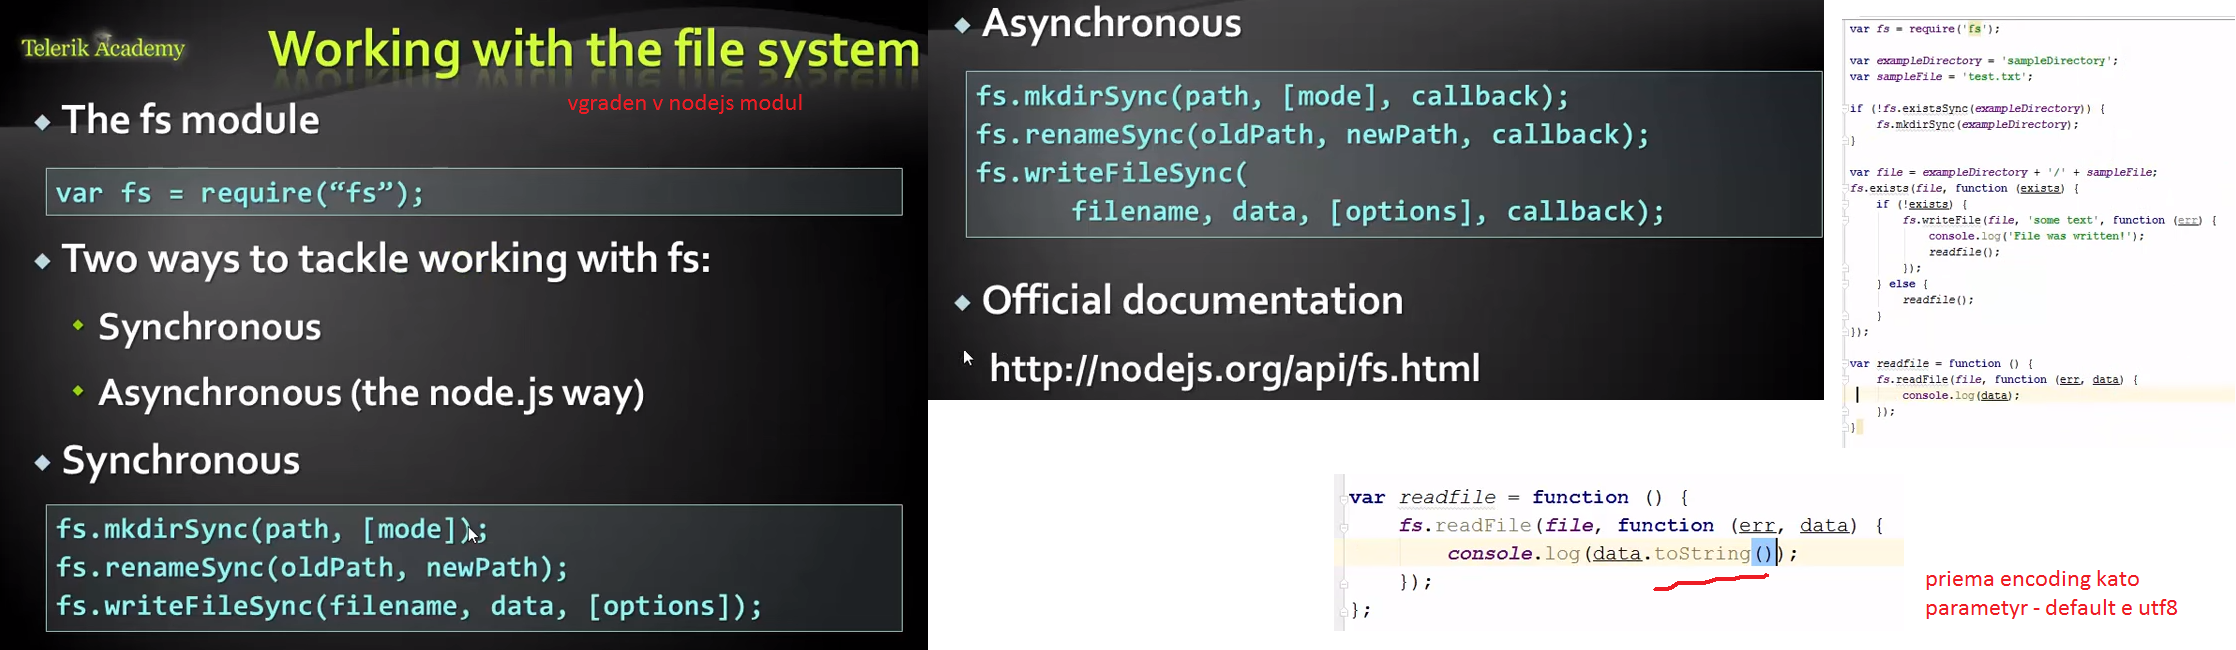 Telerik Academy
Working with the file system
vgraden v nodejs modul
The fs module
var fs = require(“fs”);
Two ways to tackle working with fs:
Synchronous
Asynchronous (the node.js way)
Synchronous
fs.mkdirSync(path, [mode]);
fs.renameSync(oldPath, newPath);
fs.writeFileSync(filename, data, [options]);
Asynchronous
fs.mkdirSync(path, [mode], callback);
fs.renameSync(oldPath, newPath, callback);
fs.writeFileSync(
filename, data, [options], callback);
Official documentation
http://nodejs.org/api/fs.html
var fs = require('fs');
var exampleDirectory = 'sampleDirectory';
var sampleFile = 'test.txt';
if (!fs.existsSync(exampleDirectory)) {
fs.mkdirSync(exampleDirectory);
}
var file = exampleDirectory + '/' + sampleFile;
fs.exists(file, function (exists) {
if (!exists) {
fs.writeFile(file, 'some text', function (err) {
console.log('File was written!');
readfile();
});
} else {
readfile();
}
});
var readfile = function () {
fs.readFile(file, function (err, data) {
console.log(data);
});
}
var readfile = function () {
fs.readFile(file, function (err, data) {
console.log(data.toString());
});
};
priema encoding kato
parametyr - default e utf8